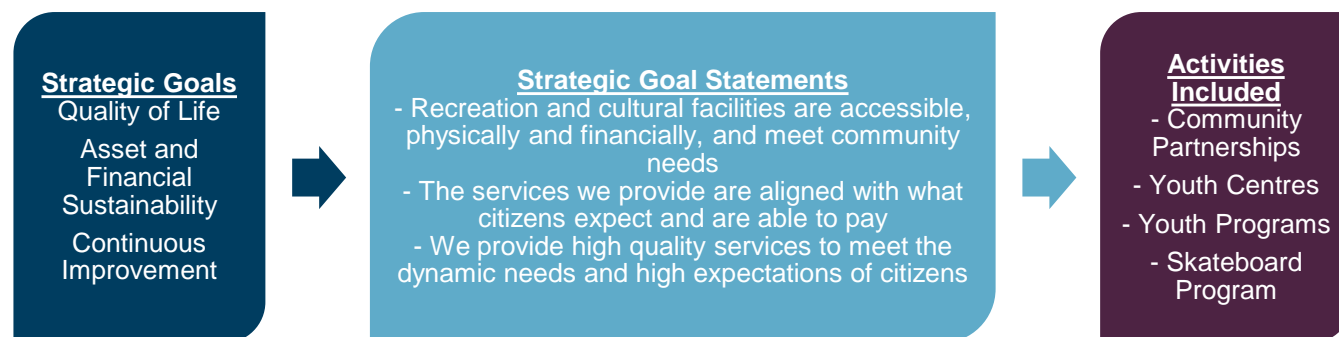 Strategic Goals
Quality of Life
Asset and
Financial
Sustainability
Continuous
Improvement
Strategic Goal Statements
- Recreation and cultural facilities are accessible,
physically and financially, and meet community
needs
- The services we provide are aligned with what
citizens expect and are able to pay
- We provide high quality services to meet the
dynamic needs and high expectations of citizens
Activities
Included
- Community
Partnerships
- Youth Centres
- Youth Programs
- Skateboard
Program